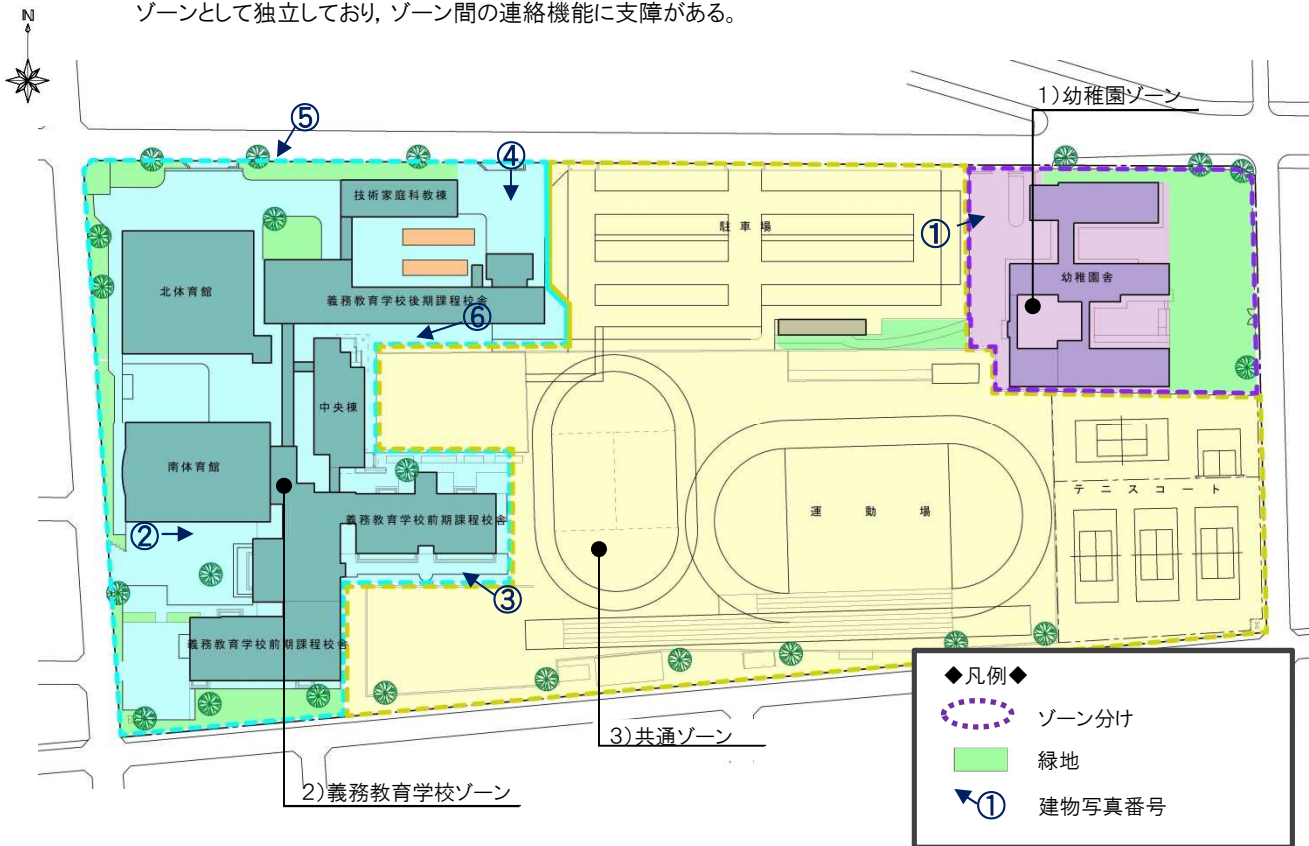 ゾーンとして独立しており，ゾーン間の連絡機能に支障がある。
N
1）幼稚園ゾーン
⑤
④
技術家庭科教棟
駐車場
①
幼稚園舎
北体育館
義務教育学校後期課程校舎
⑥
中央棟
南体育館
テニスコート
義務教育学校前期課程校舎
運動場
②
③
義務教育学校前期課程校舎
◆凡例◆
ゾーン分け
3）共通ゾーン
緑地
2）義務教育学校ゾーン
①
建物写真番号